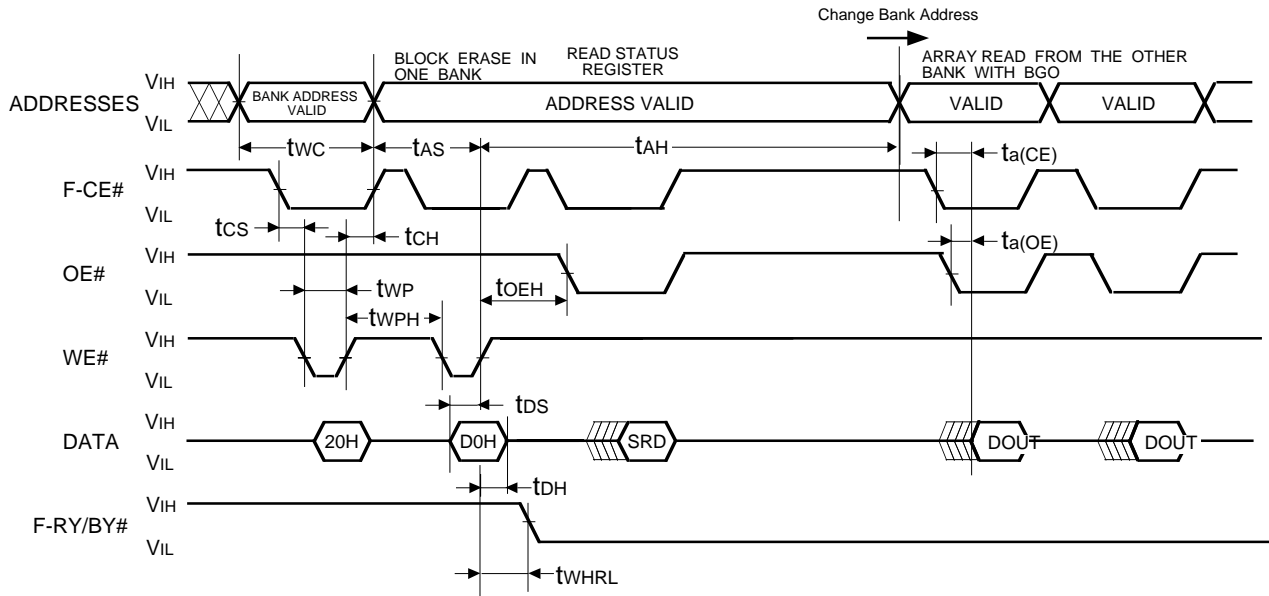 Change Bank Address
BLOCK ERASE IN
ONE BANK
READ STATUS
REGISTER
ARRAY READ FROM THE OTHER
BANK WITH BGO
ADDRESSES
VIH
VIL
BANK ADDRESS
VALID
ADDRESS VALID
VALID
VALID
tWC
tAS
tAH
ta(CE)
F-CE#
VIH
VIL
tCS
tCH
ta(OE)
OE#
VIH
VIL
tWP
tOEH
tWPH
WE#
VIH
VIL
tDS
DATA
VIH
VIL
20H
D0H
SRD
DOUT
DOUT
tDH
F-RY/BY#
VIH
VIL
tWHRL